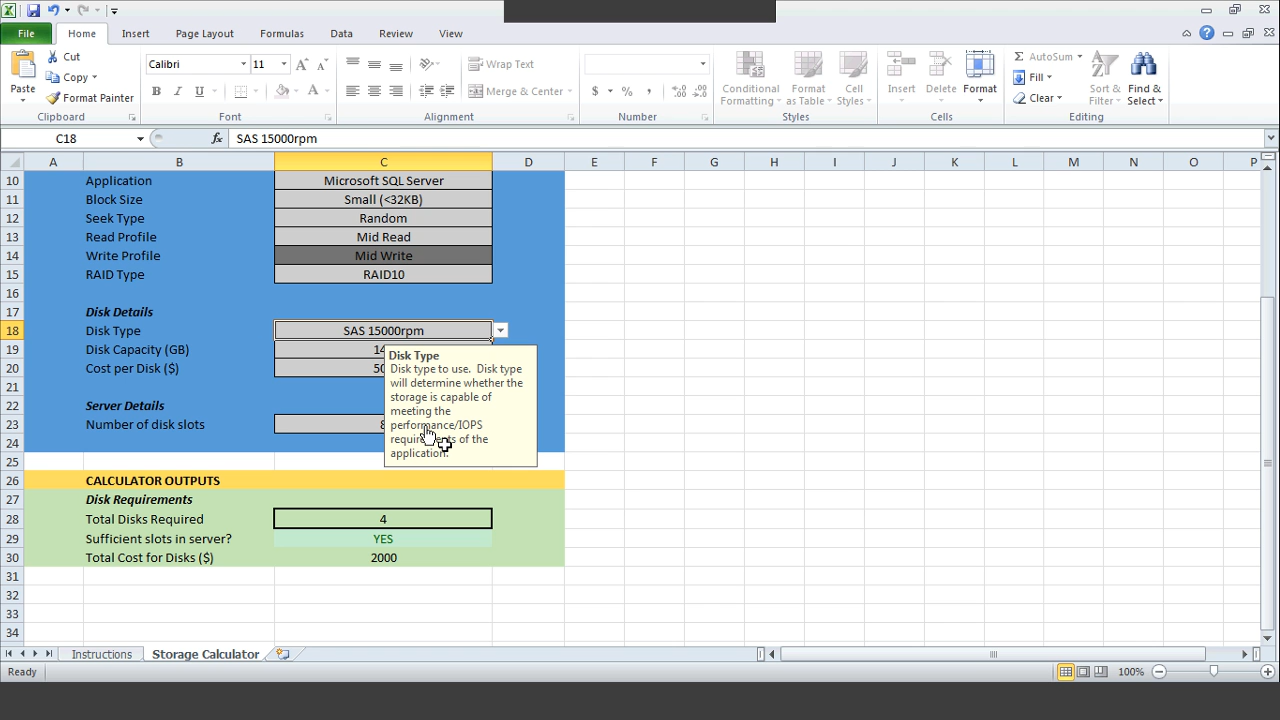 File Home Insert Page Layout Formulas Data Review View
Cut
Copy
Format Painter
Paste
Clipboard
Calibri 11
B I U
Font
Wrap Text
Merge & Center
Alignment
$ % ,
Number
Conditional Formatting
Format as Table
Cell Styles
Styles
Insert Delete Format
Cells
AutoSum
Fill
Clear
Sort & Filter
Find & Select
Editing
C18 fx SAS 15000rpm
A B C D E F G H I J K L M N O P
10 Application Microsoft SQL Server
11 Block Size Small (<32KB)
12 Seek Type Random
13 Read Profile Mid Read
14 Write Profile Mid Write
15 RAID Type RAID10
16
17 Disk Details
18 Disk Type SAS 15000rpm
19 Disk Capacity (GB)
20 Cost per Disk ($)
21
22 Server Details
23 Number of disk slots
24
Disk Type
Disk type to use. Disk type
will determine whether the
storage is capable of
meeting the
performance/IOPS
requirements of the
application.
25
26 CALCULATOR OUTPUTS
27 Disk Requirements
28 Total Disks Required 4
29 Sufficient slots in server? YES
30 Total Cost for Disks ($) 2000
31
32
33
34
Instructions Storage Calculator
Ready 100%